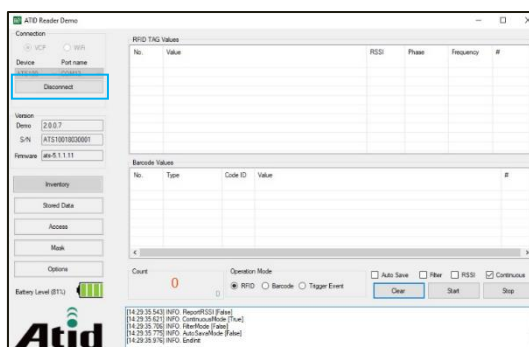 ATID Reader Demo
Connection
VCP
Wifi
Device
Port name
ATS100
COM13
Disconnect
Version
Demo
2.0.0.7
S/N
ATS10018030001
Firmware
ats-5.1.1.11
Inventory
Stored Data
Access
Mask
Options
Battery Level (81%)
Atid
RFID TAG Values
No. Value RSSI Phase Frequency #
Barcode Values
No. Type Code ID Value #
Count
0
D
Operation Mode
RFID
Barcode
Trigger Event
Auto Save
Filter
RSSI
Continuous
Clear
Start
Stop
[14:29:35.543] INFO. ReportRSSI [False]
[14:29:35.621] INFO. ContinuousMode [True]
[14:29:35.706] INFO. FilterMode [False]
[14:29:35.775] INFO. AutoSaveMode [False]
[14:29:35.976] INFO. EndInit